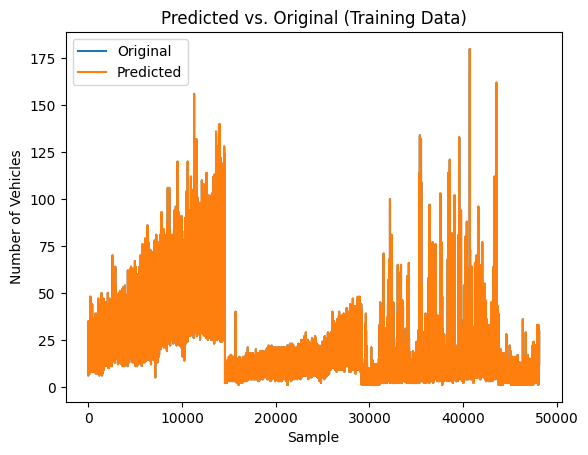 Predicted vs. Original (Training Data)
Original
Predicted
Number of Vehicles
175
150
125
100
75
50
25
0
0 10000 20000 30000 40000 50000
Sample